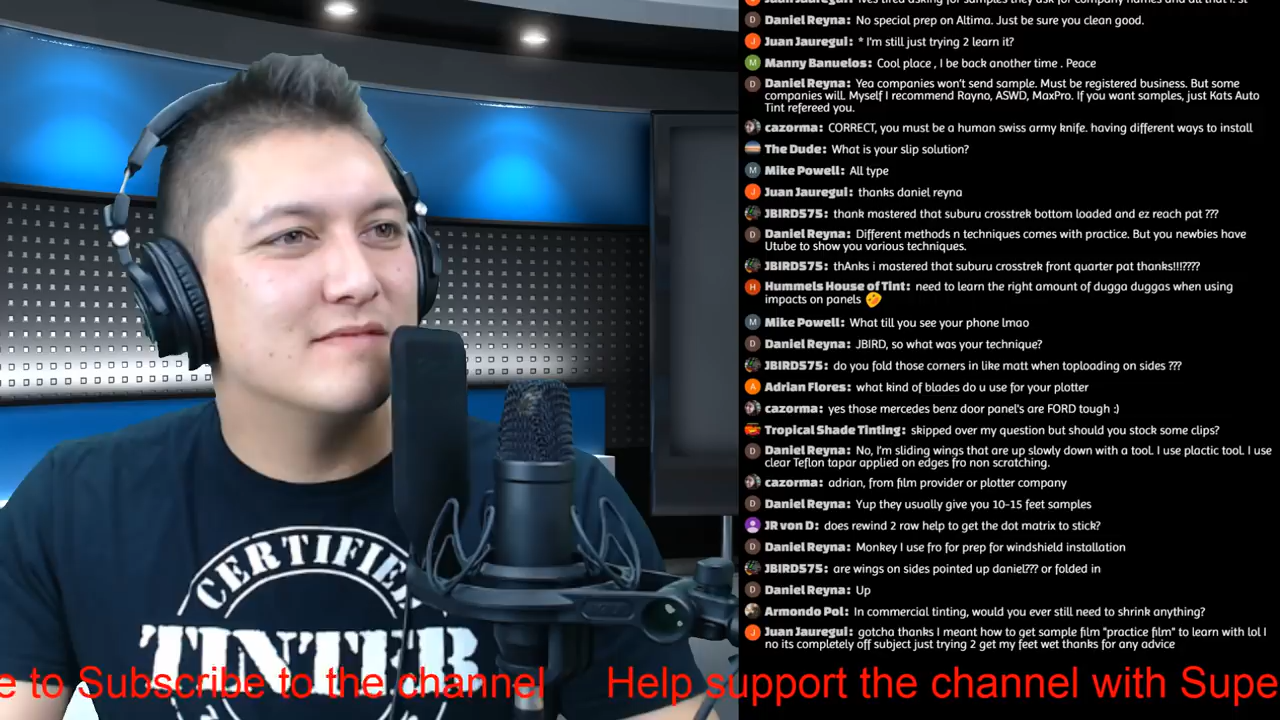 Daniel Reyna: No special prep on Altima. Just be sure you clean good.
Juan Jauregui: * I'm still just trying 2 learn it?
Manny Banuelos: Cool place , I be back another time . Peace
Daniel Reyna: Yea companies won't send sample. Must be registered business. But some
companies will. Myself I recommend Rayno, ASWD, MaxPro. If you want samples, just Kats Auto
Tint refereed you.
cazorma: CORRECT, you must be a human swiss army knife. having different ways to install
The Dude: What is your slip solution?
Mike Powell: All type
Juan Jauregui: thanks daniel reyna
JBIRD575: thank mastered that suburu crosstrek bottom loaded and ez reach pat ???
Daniel Reyna: Different methods n techniques comes with practice. But you newbies have
Utube to show you various techniques.
JBIRD575: thAnks i mastered that suburu crosstrek front quarter pat thanks!!!????
Hummels House of Tint: need to learn the right amount of dugga duggas when using
impacts on panels 🤣
Mike Powell: What till you see your phone lmao
Daniel Reyna: JBIRD, so what was your technique?
JBIRD575: do you fold those corners in like matt when toploading on sides ???
Adrian Flores: what kind of blades do u use for your plotter
cazorma: yes those mercedes benz door panel's are FORD tough :)
Tropical Shade Tinting: skipped over my question but should you stock some clips?
Daniel Reyna: No, I'm sliding wings that are up slowly down with a tool. I use plactic tool. I use
clear Teflon tapar applied on edges fro non scratching.
cazorma: adrian, from film provider or plotter company
Daniel Reyna: Yup they usually give you 10-15 feet samples
JR von D: does rewind 2 raw help to get the dot matrix to stick?
Daniel Reyna: Monkey I use fro for prep for windshield installation
JBIRD575: are wings on sides pointed up daniel??? or folded in
Daniel Reyna: Up
Armondo Pol: In commercial tinting, would you ever still need to shrink anything?
Juan Jauregui: gotcha thanks I meant how to get sample film "practice film" to learn with lol I
no its completely off subject just trying 2 get my feet wet thanks for any advice
CERTIFIED
TINTER
e to Subscribe to the channel Help support the channel with Supe